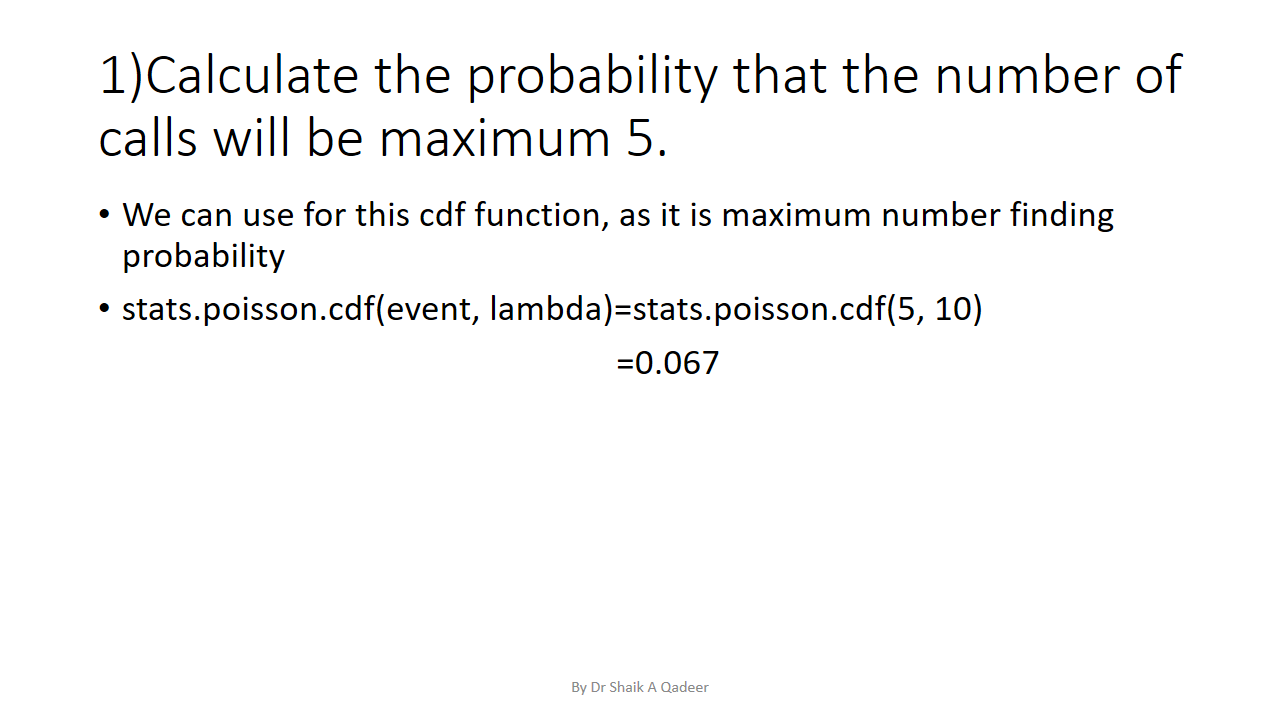 1)Calculate the probability that the number of
calls will be maximum 5.
• We can use for this cdf function, as it is maximum number finding
probability
• stats.poisson.cdf(event, lambda)=stats.poisson.cdf(5, 10)
=0.067
By Dr Shaik A Qadeer